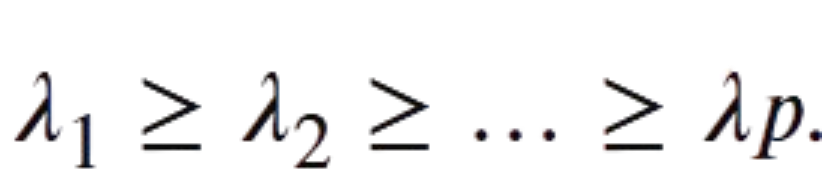 λ₁ ≥ λ₂ ≥ … ≥ λp.